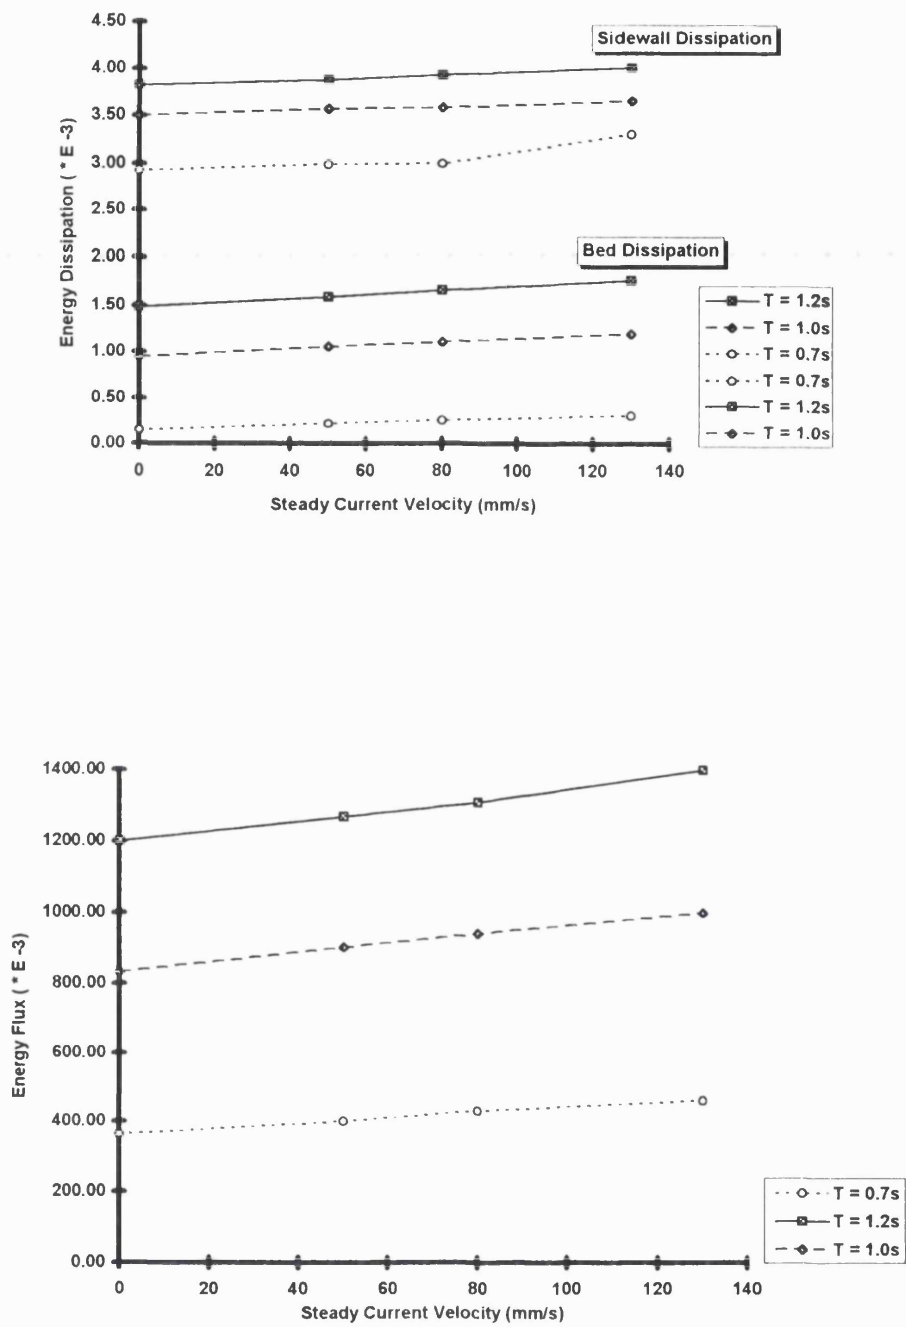 4.50
Sidewall Dissipation
4.00
3.50
3.00
2.50
2.00
1.50
1.00
0.50
0.00
Energy Dissipation ( * E -3)
Bed Dissipation
T = 1.2s
T = 1.0s
T = 0.7s
T = 0.7s
T = 1.2s
T = 1.0s
0 20 40 60 80 100 120 140
Steady Current Velocity (mm/s)
1400.00
1200.00
1000.00
800.00
600.00
400.00
200.00
0.00
Energy Flux ( * E -3)
T = 0.7s
T = 1.2s
T = 1.0s
0 20 40 60 80 100 120 140
Steady Current Velocity (mm/s)